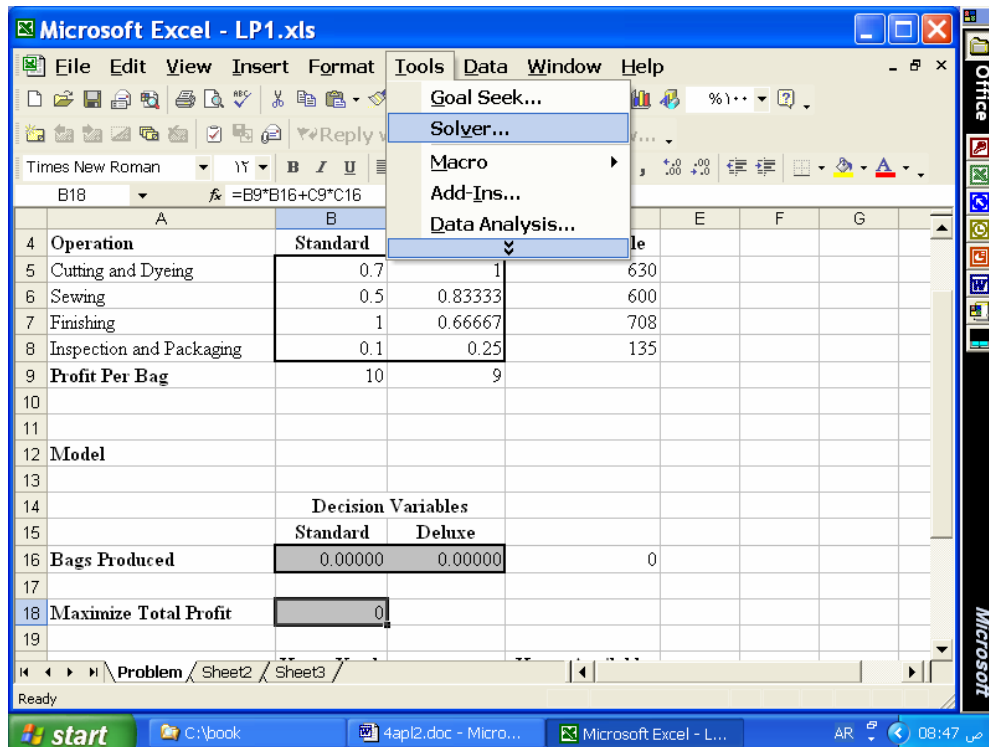 Microsoft Excel - LP1.xls
File Edit View Insert Format Tools Data Window Help
Goal Seek...
Solver...
Macro
Add-Ins...
Data Analysis...
Reply
Times New Roman ١٢ B I U
B18 fx =B9*B16+C9*C16
A B E F G
4 Operation Standard le
5 Cutting and Dyeing 0.7 1 630
6 Sewing 0.5 0.83333 600
7 Finishing 1 0.66667 708
8 Inspection and Packaging 0.1 0.25 135
9 Profit Per Bag 10 9
10
11
12 Model
13
14 Decision Variables
15 Standard Deluxe
16 Bags Produced 0.00000 0.00000 0
17
18 Maximize Total Profit 0
19
Problem Sheet2 Sheet3
Ready
start C:\book 4apl2.doc - Micro... Microsoft Excel - L... AR 08:47 ص
Office
Microsoft